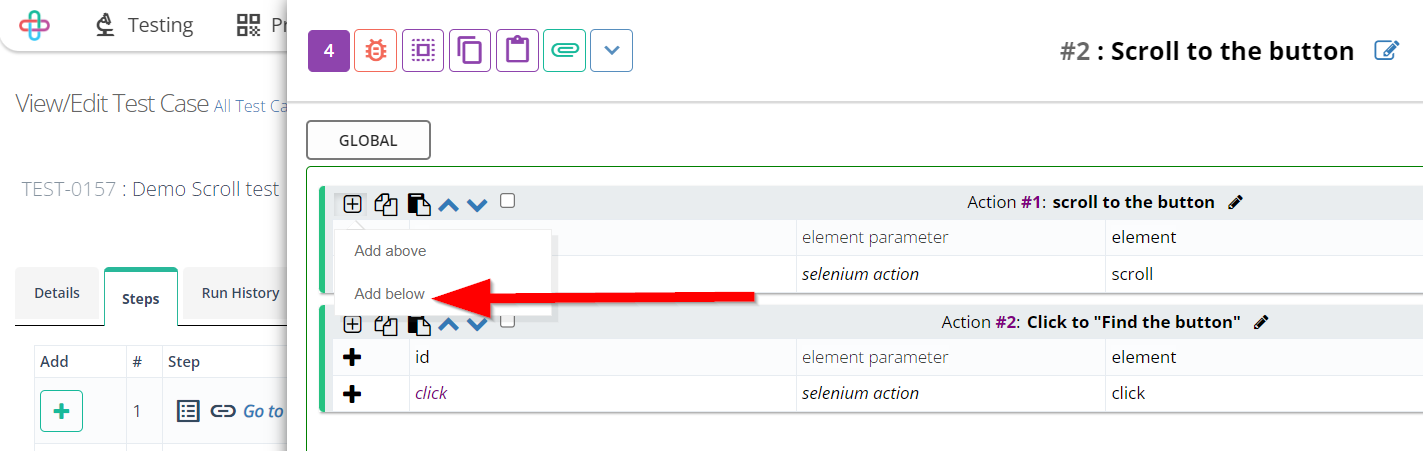 Testing
Pr
4
#2 : Scroll to the button
View/Edit Test Case All Test Ca
GLOBAL
TEST-0157 : Demo Scroll test
Action #1: scroll to the button
Add above
element parameter
element
Add below
selenium action
scroll
Details
Steps
Run History
Action #2: Click to "Find the button"
id
element parameter
element
click
selenium action
click
Add
#
Step
1
Go to